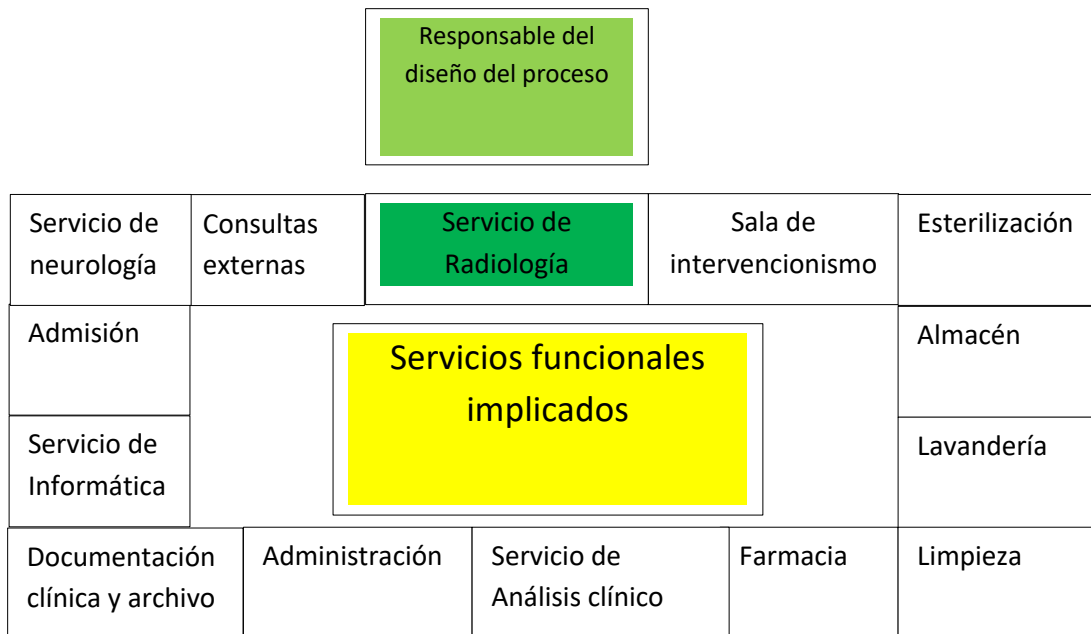 Responsable del
diseño del proceso
Servicio de
neurología
Consultas
externas
Servicio de
Radiología
Sala de
intervencionismo
Esterilización
Admisión
Almacén
Servicios funcionales
implicados
Servicio de
Informática
Lavandería
Documentación
clínica y archivo
Administración
Servicio de
Análisis clínico
Farmacia
Limpieza